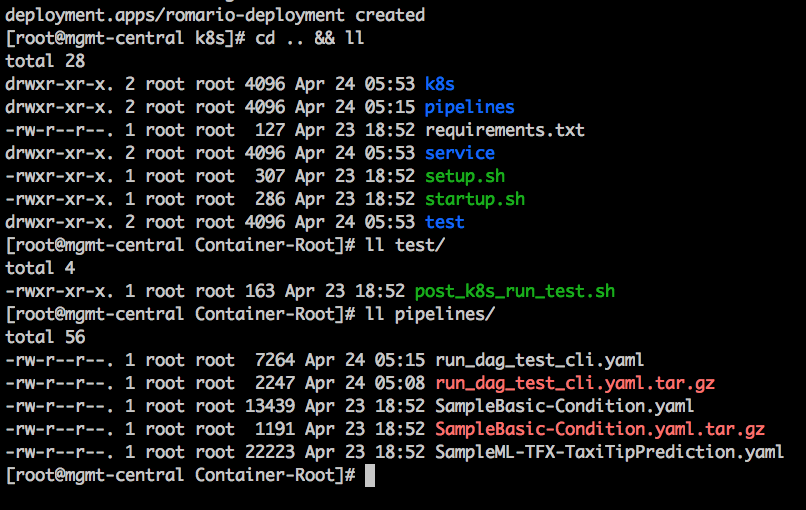 deployment.apps/romario-deployment created
[root@mgmt-central k8s]# cd .. && ll
total 28
drwxr-xr-x. 2 root root 4096 Apr 24 05:53 k8s
drwxr-xr-x. 2 root root 4096 Apr 24 05:15 pipelines
-rw-r--r--. 1 root root  127 Apr 23 18:52 requirements.txt
drwxr-xr-x. 2 root root 4096 Apr 24 05:53 service
-rwxr-xr-x. 1 root root  307 Apr 23 18:52 setup.sh
-rwxr-xr-x. 1 root root  286 Apr 23 18:52 startup.sh
drwxr-xr-x. 2 root root 4096 Apr 24 05:53 test
[root@mgmt-central Container-Root]# ll test/
total 4
-rwxr-xr-x. 1 root root 163 Apr 23 18:52 post_k8s_run_test.sh
[root@mgmt-central Container-Root]# ll pipelines/
total 56
-rw-r--r--. 1 root root  7264 Apr 24 05:15 run_dag_test_cli.yaml
-rw-r--r--. 1 root root  2247 Apr 24 05:08 run_dag_test_cli.yaml.tar.gz
-rw-r--r--. 1 root root 13439 Apr 23 18:52 SampleBasic-Condition.yaml
-rw-r--r--. 1 root root  1191 Apr 23 18:52 SampleBasic-Condition.yaml.tar.gz
-rw-r--r--. 1 root root 22223 Apr 23 18:52 SampleML-TFX-TaxiTipPrediction.yaml
[root@mgmt-central Container-Root]#